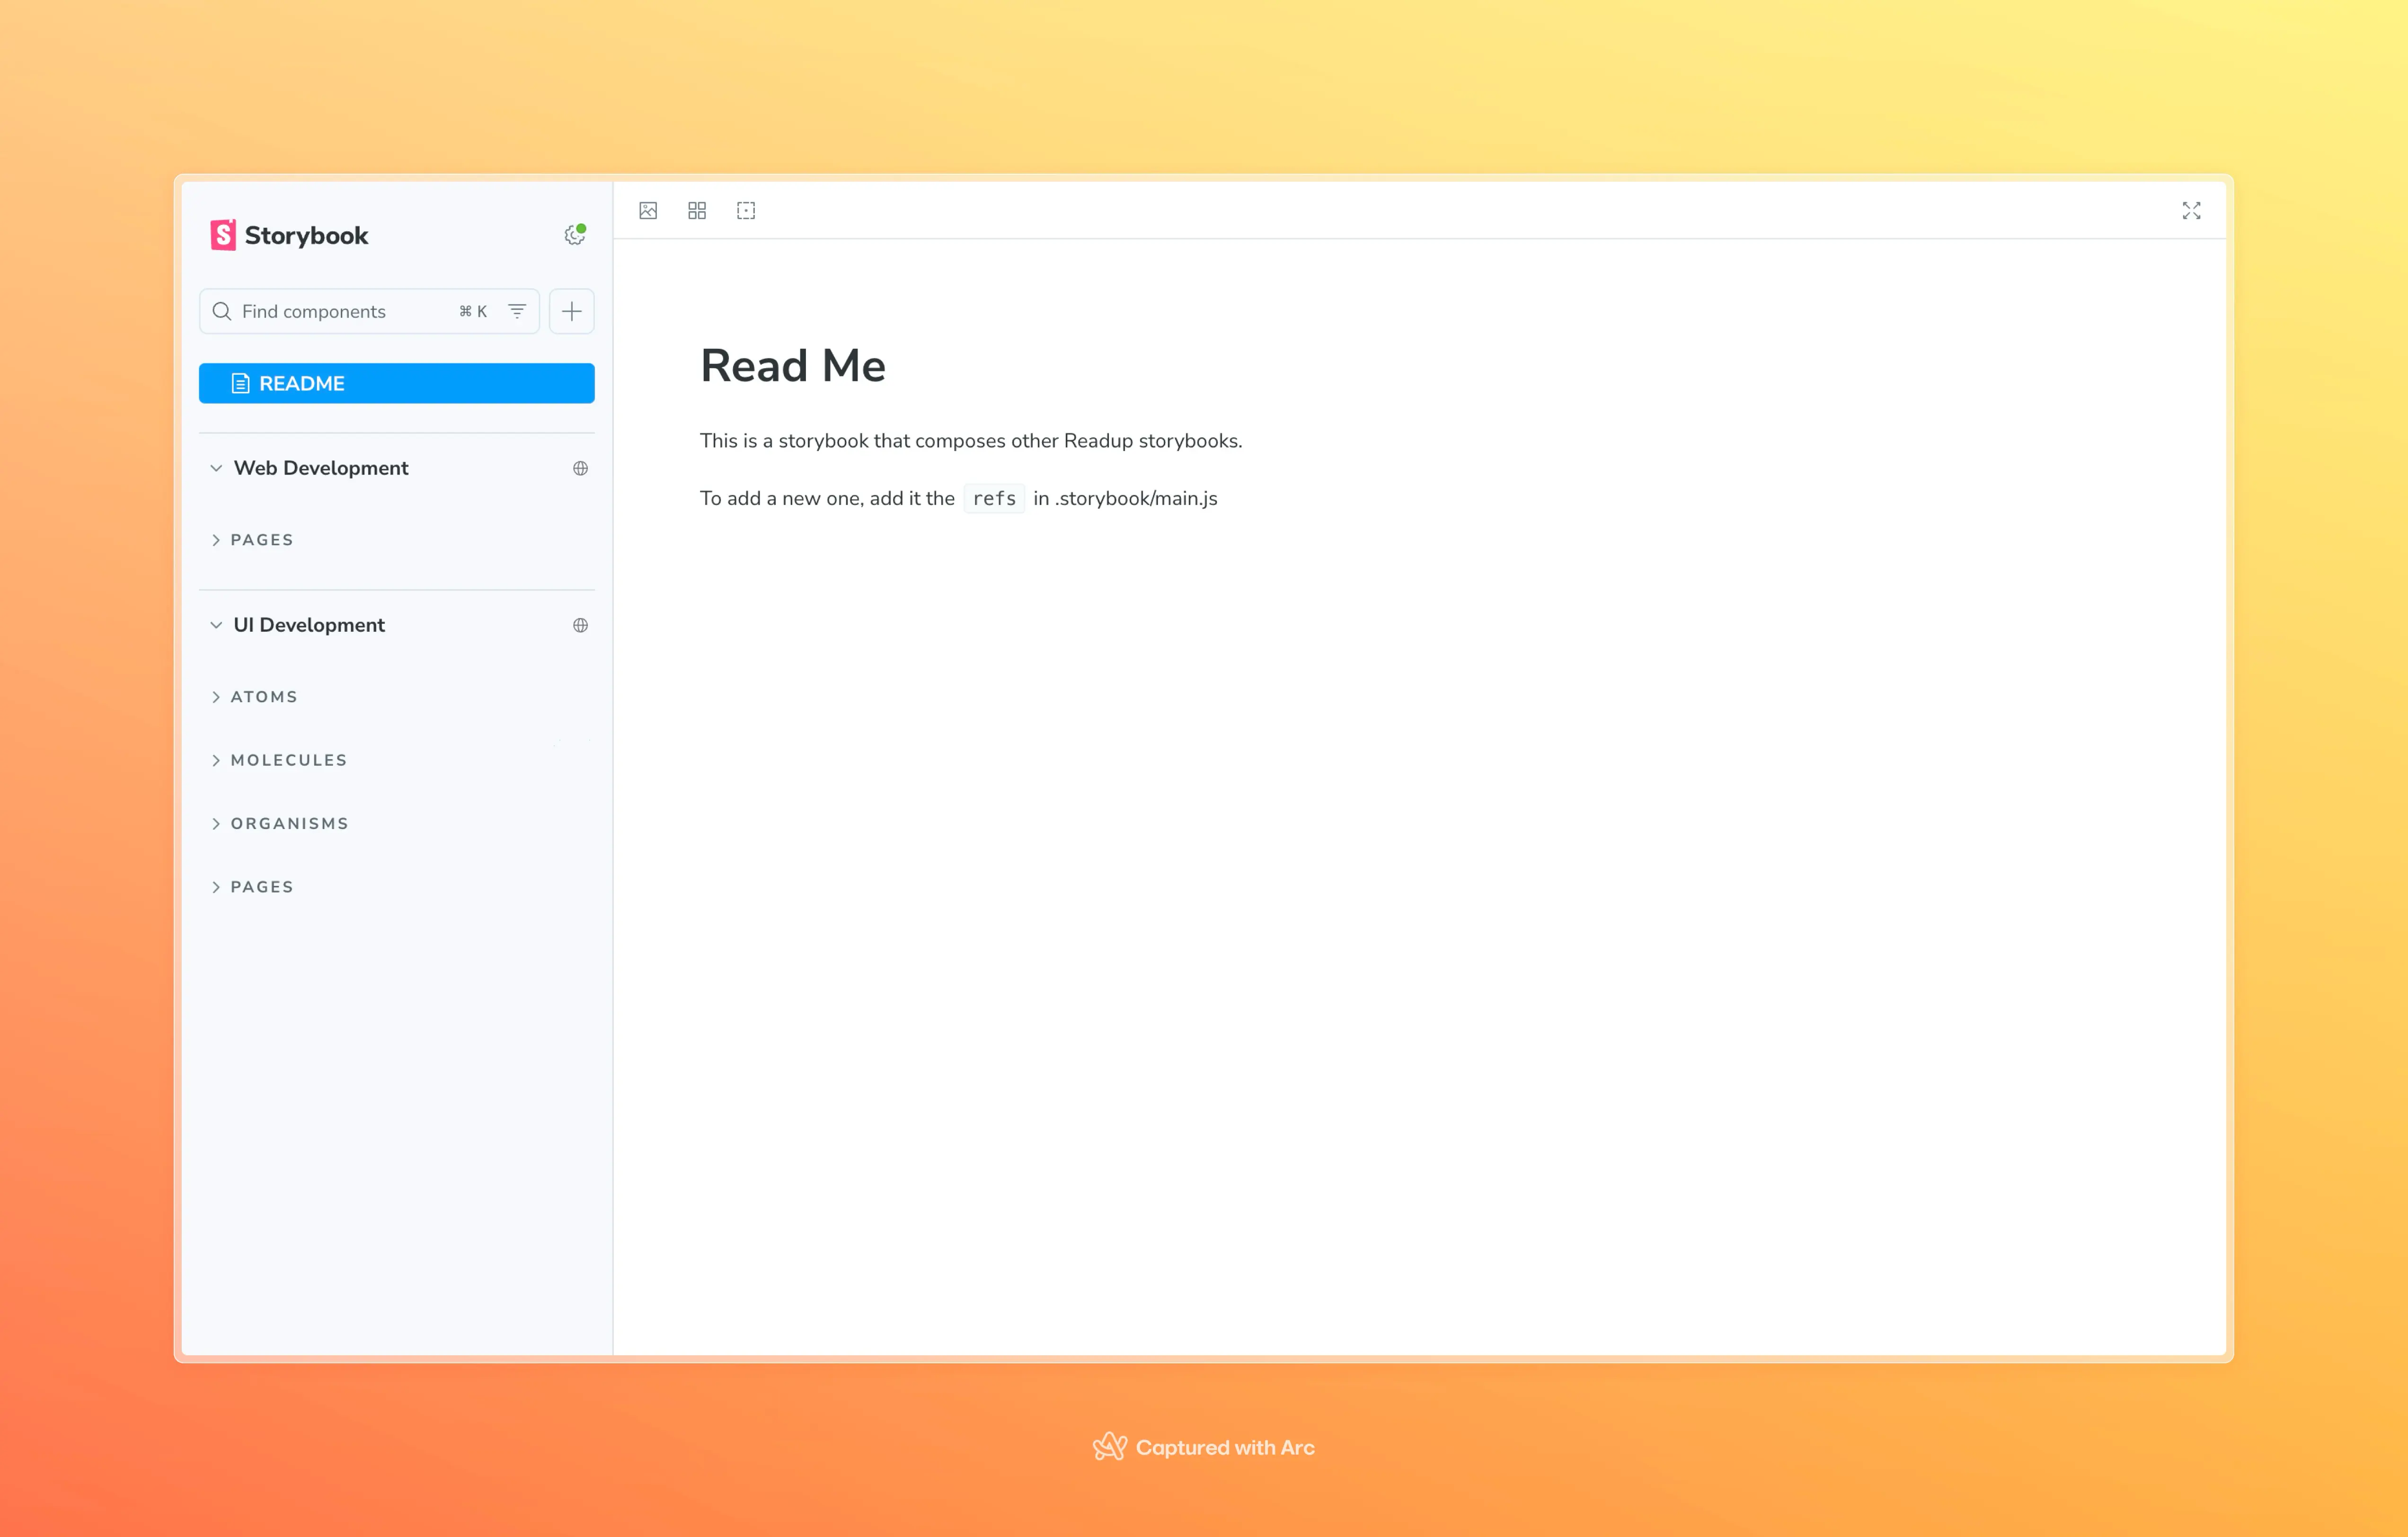 Storybook
Find components ⌘ K
README
Web Development
PAGES
UI Development
ATOMS
MOLECULES
ORGANISMS
PAGES
Read Me
This is a storybook that composes other Readup storybooks.
To add a new one, add it the refs in .storybook/main.js
Captured with Arc